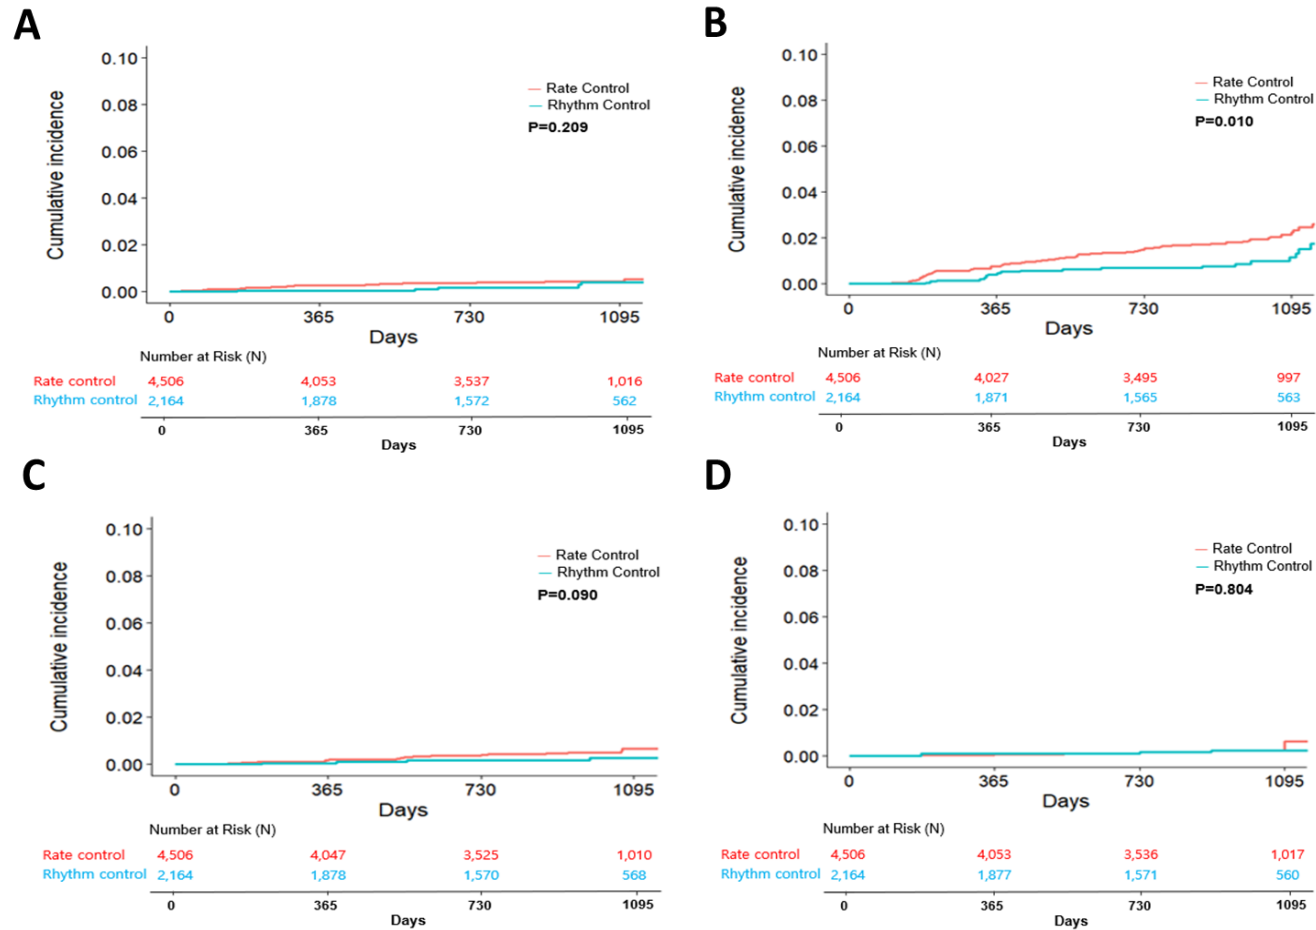 A
0.10
0.08
0.06
0.04
0.02
0.00
Cumulative incidence
Rate Control
Rhythm Control
P=0.209
0 365 730 1095
Days
Number at Risk (N)
Rate control 4,506 4,053 3,537 1,016
Rhythm control 2,164 1,878 1,572 562
0 365 730 1095
Days
B
0.10
0.08
0.06
0.04
0.02
0.00
Cumulative incidence
Rate Control
Rhythm Control
P=0.010
0 365 730 1095
Days
Number at Risk (N)
Rate control 4,506 4,027 3,495 997
Rhythm control 2,164 1,871 1,565 563
0 365 730 1095
Days
C
0.10
0.08
0.06
0.04
0.02
0.00
Cumulative incidence
Rate Control
Rhythm Control
P=0.090
0 365 730 1095
Days
Number at Risk (N)
Rate control 4,506 4,047 3,525 1,010
Rhythm control 2,164 1,878 1,570 568
0 365 730 1095
Days
D
0.10
0.08
0.06
0.04
0.02
0.00
Cumulative incidence
Rate Control
Rhythm Control
P=0.804
0 365 730 1095
Days
Number at Risk (N)
Rate control 4,506 4,053 3,536 1,017
Rhythm control 2,164 1,877 1,571 560
0 365 730 1095
Days